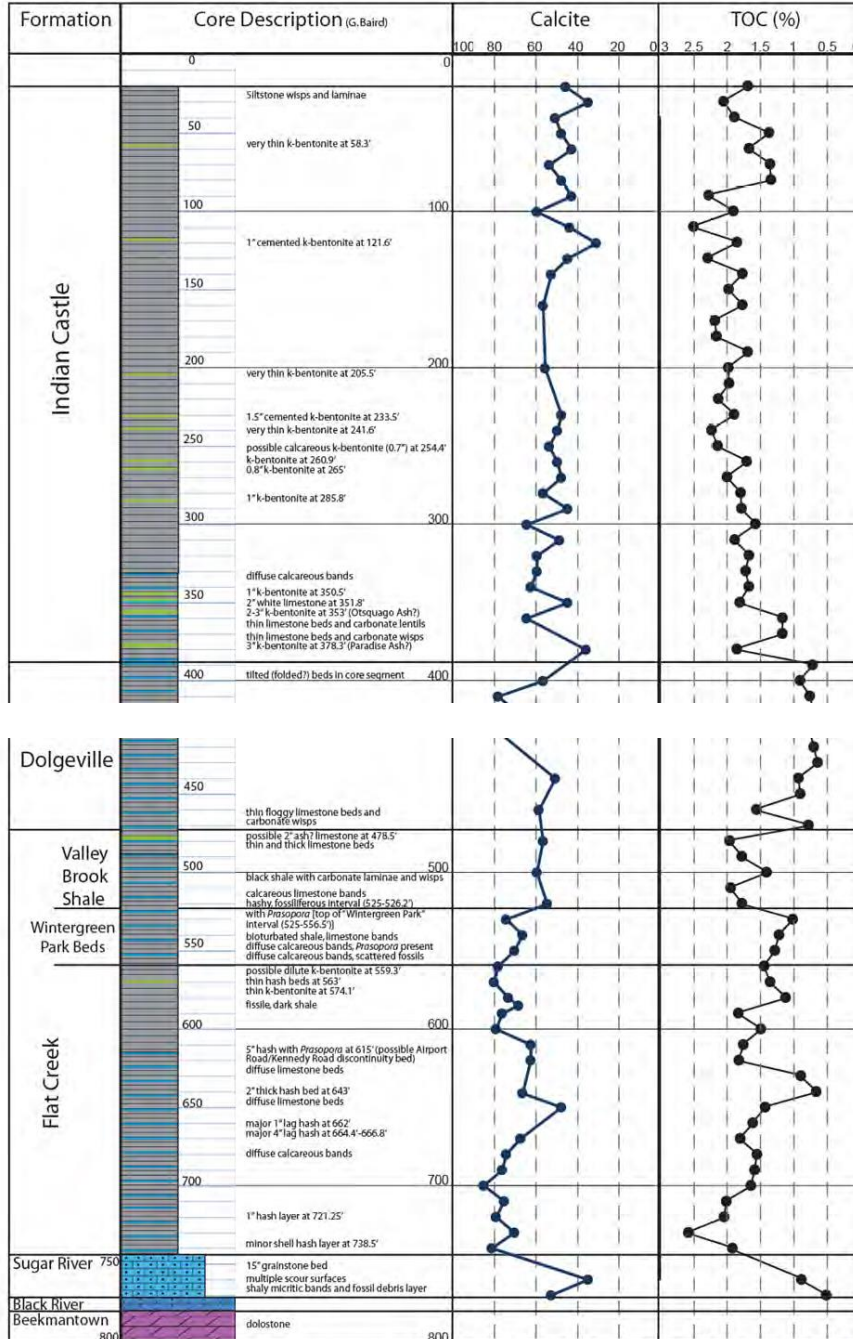 Formation Core Description (G. Baird) Calcite TOC (%)
0 0 100 80 60 40 20 0 3 2.5 2 1.5 1 0.5
Siltstone wisps and laminae
50
very thin k-bentonite at 58.3'
100 100
1" cemented k-bentonite at 121.6'
150
Indian Castle
200 200
very thin k-bentonite at 205.5'
1.5" cemented k-bentonite at 233.5'
very thin k-bentonite at 241.6'
250
possible calcareous k-bentonite (0.7") at 254.4'
k-bentonite at 260.9'
0.8" k-bentonite at 265'
1" k-bentonite at 285.8'
300 300
diffuse calcareous bands
350
1" k-bentonite at 350.5'
2" white limestone at 351.8'
2-3" k-bentonite at 353' (Otsquago Ash?)
thin limestone beds and carbonate lentils
thin limestone beds and carbonate wisps
3" k-bentonite at 378.3' (Paradise Ash?)
400 tilted (folded?) beds in core segment 400
Dolgeville
450
thin floggy limestone beds and
carbonate wisps
possible 2" ash? limestone at 478.5'
thin and thick limestone beds
Valley
Brook
Shale
500 black shale with carbonate laminae and wisps 500
calcareous limestone bands
hashy, fossiliferous interval (525-526.2')
with Prasopora [top of "Wintergreen Park"
interval (525-556.5')]
Wintergreen
Park Beds
bioturbated shale, limestone bands
550 diffuse calcareous bands, Prasopora present
diffuse calcareous bands, scattered fossils
possible dilute k-bentonite at 559.3'
thin hash beds at 563'
thin k-bentonite at 574.1'
fissile, dark shale
600 600
5" hash with Prasopora at 615' (possible Airport
Road/Kennedy Road discontinuity bed)
diffuse limestone beds
Flat Creek
2" thick hash bed at 643'
650 diffuse limestone beds
major 1" lag hash at 662'
major 4" lag hash at 664.4'-666.8'
diffuse calcareous bands
700 700
1" hash layer at 721.25'
minor shell hash layer at 738.5'
Sugar River 750
15" grainstone bed
multiple scour surfaces
shaly micritic bands and fossil debris layer
Black River
Beekmantown dolostone
800 800